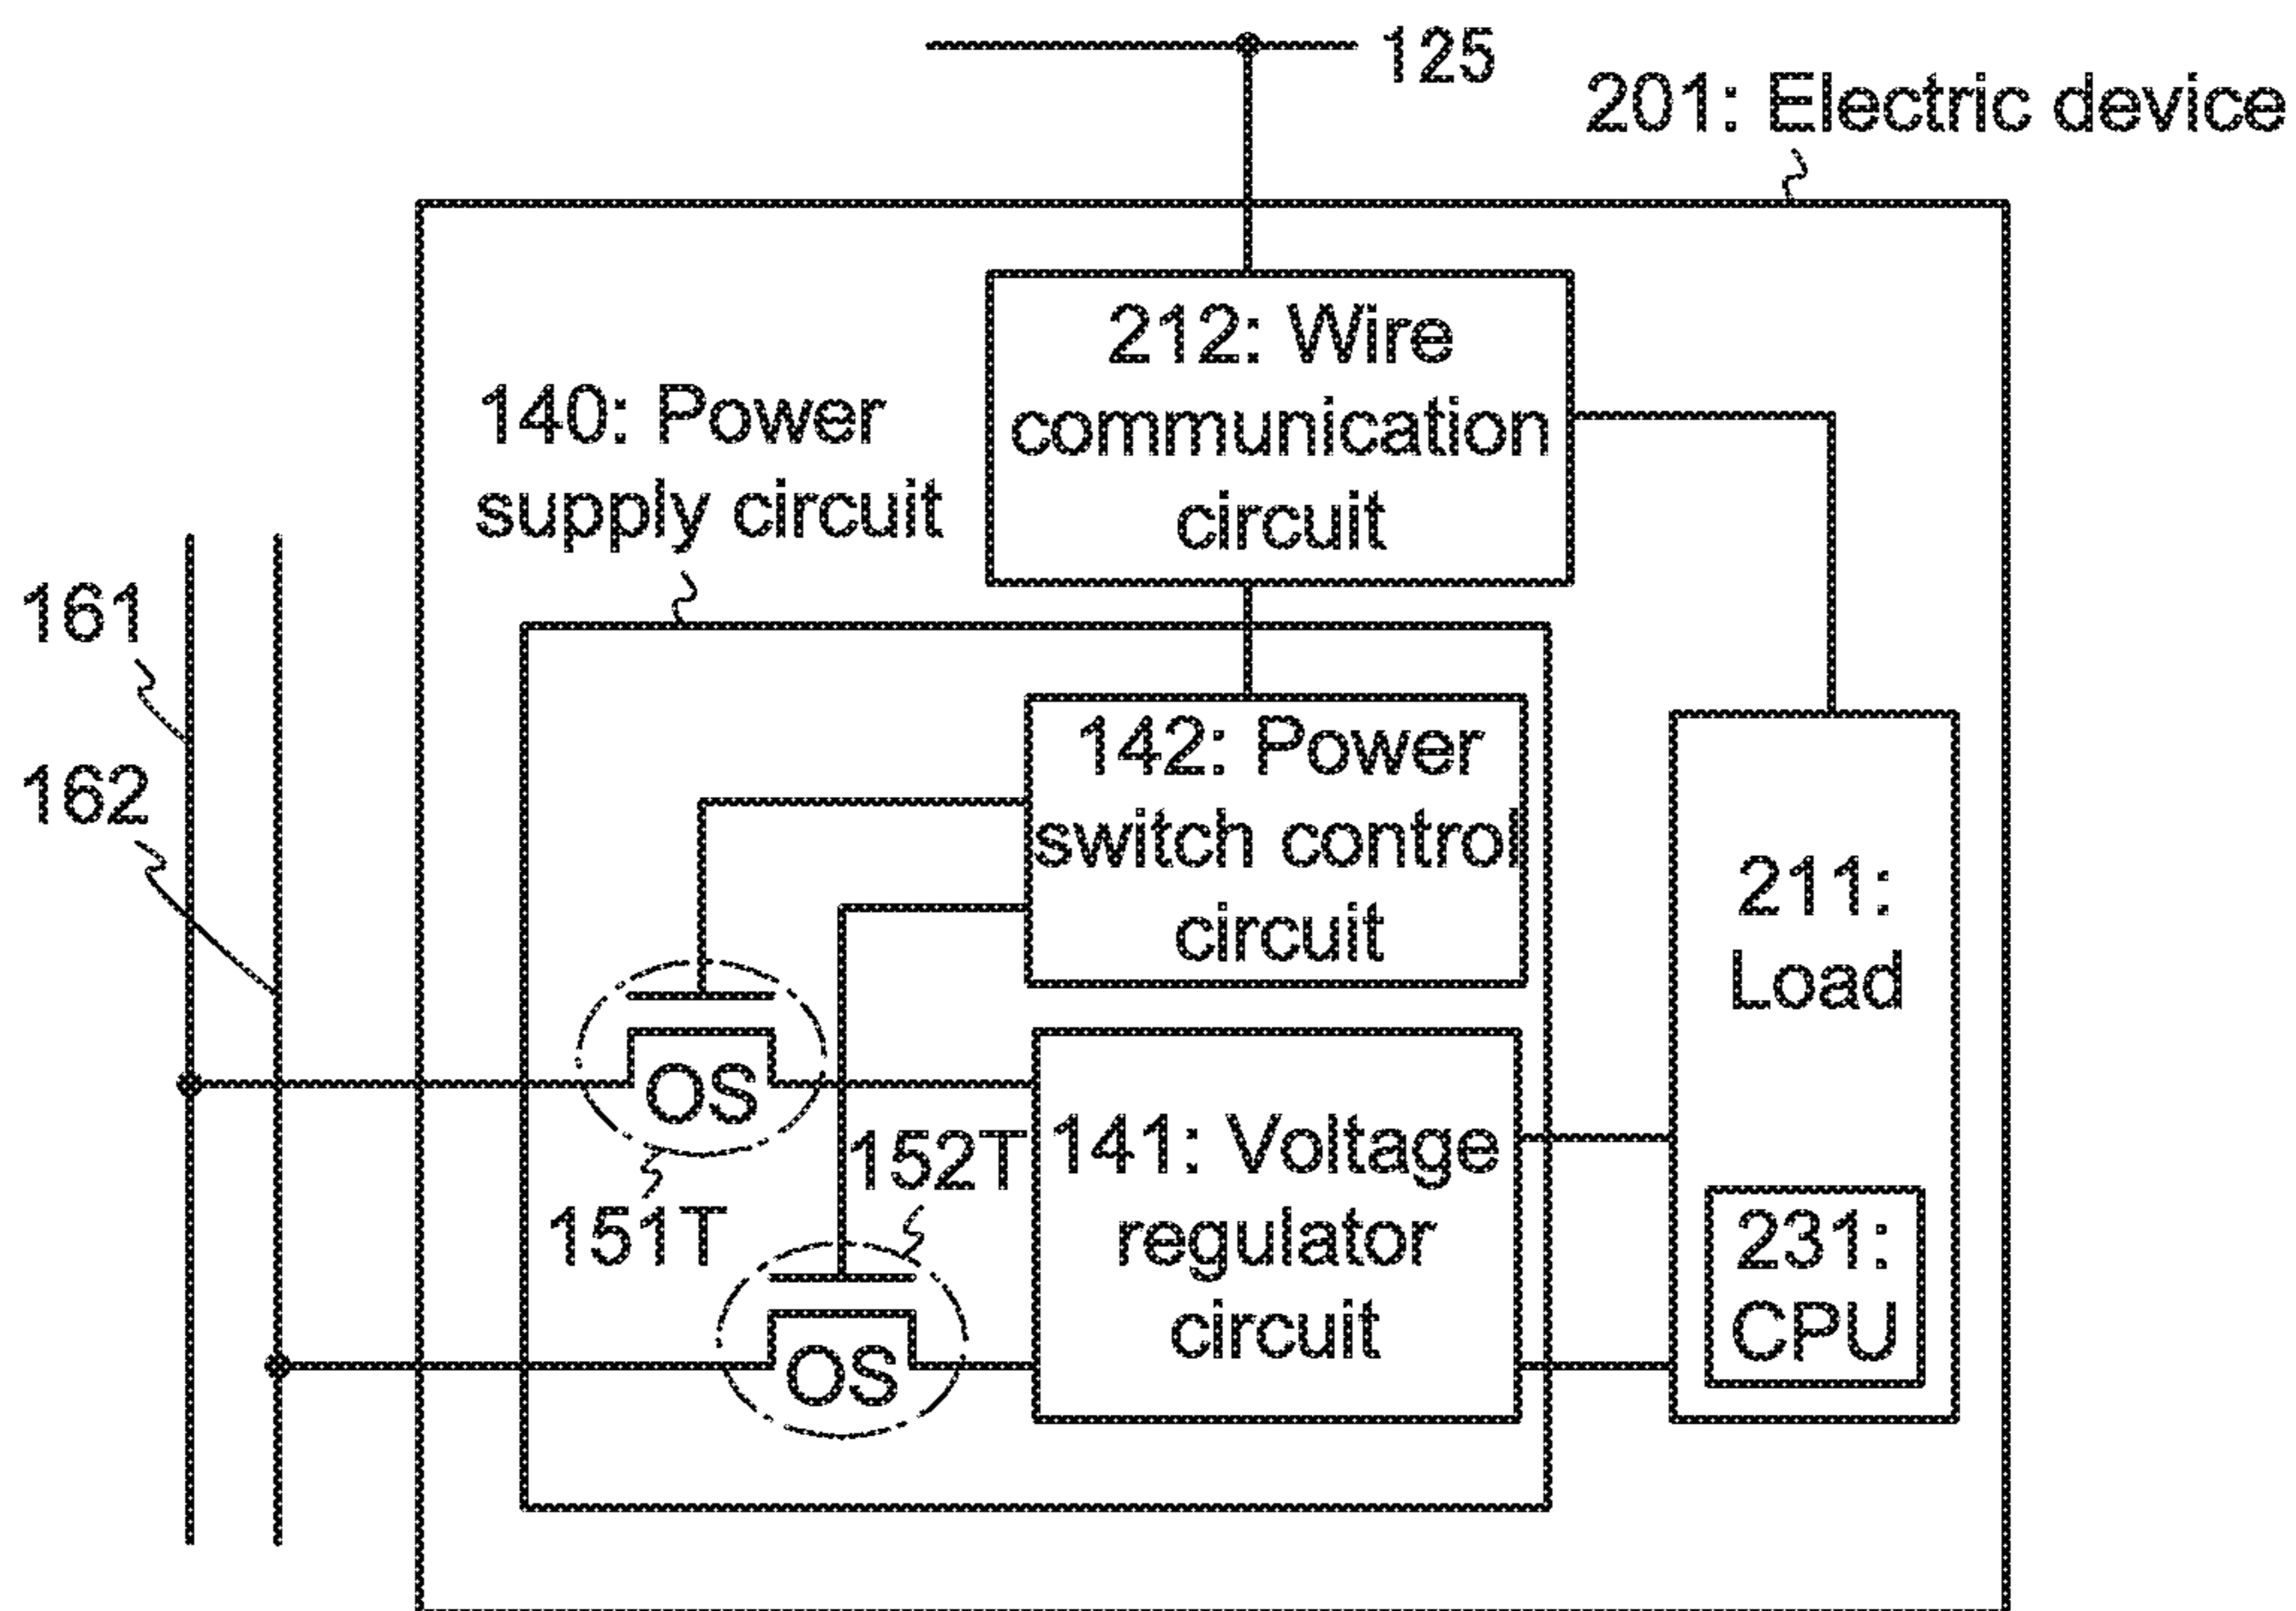 125
201: Electric device
212: Wire
communication
circuit
140: Power
supply circuit
161
162
142: Power
switch control
circuit
211:
Load
OS
151T
152T
141: Voltage
regulator
circuit
OS
231:
CPU